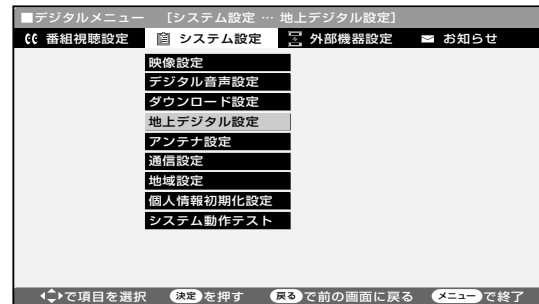 ■デジタルメニュー [システム設定 … 地上デジタル設定]
番組視聴設定 システム設定 外部機器設定 お知らせ
映像設定
デジタル音声設定
ダウンロード設定
地上デジタル設定
アンテナ設定
通信設定
地域設定
個人情報初期化設定
システム動作テスト
で項目を選択 決定を押す 戻るで前の画面に戻る メニューで終了